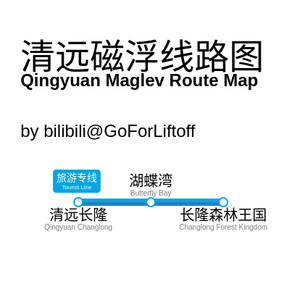 清远磁浮线路图
Qingyuan Maglev Route Map
by bilibili@GoForLiftoff
旅游专线
Tourist Line
湖蝶湾
Butterfly Bay
清远长隆
Qingyuan Changlong
长隆森林王国
Changlong Forest Kingdom